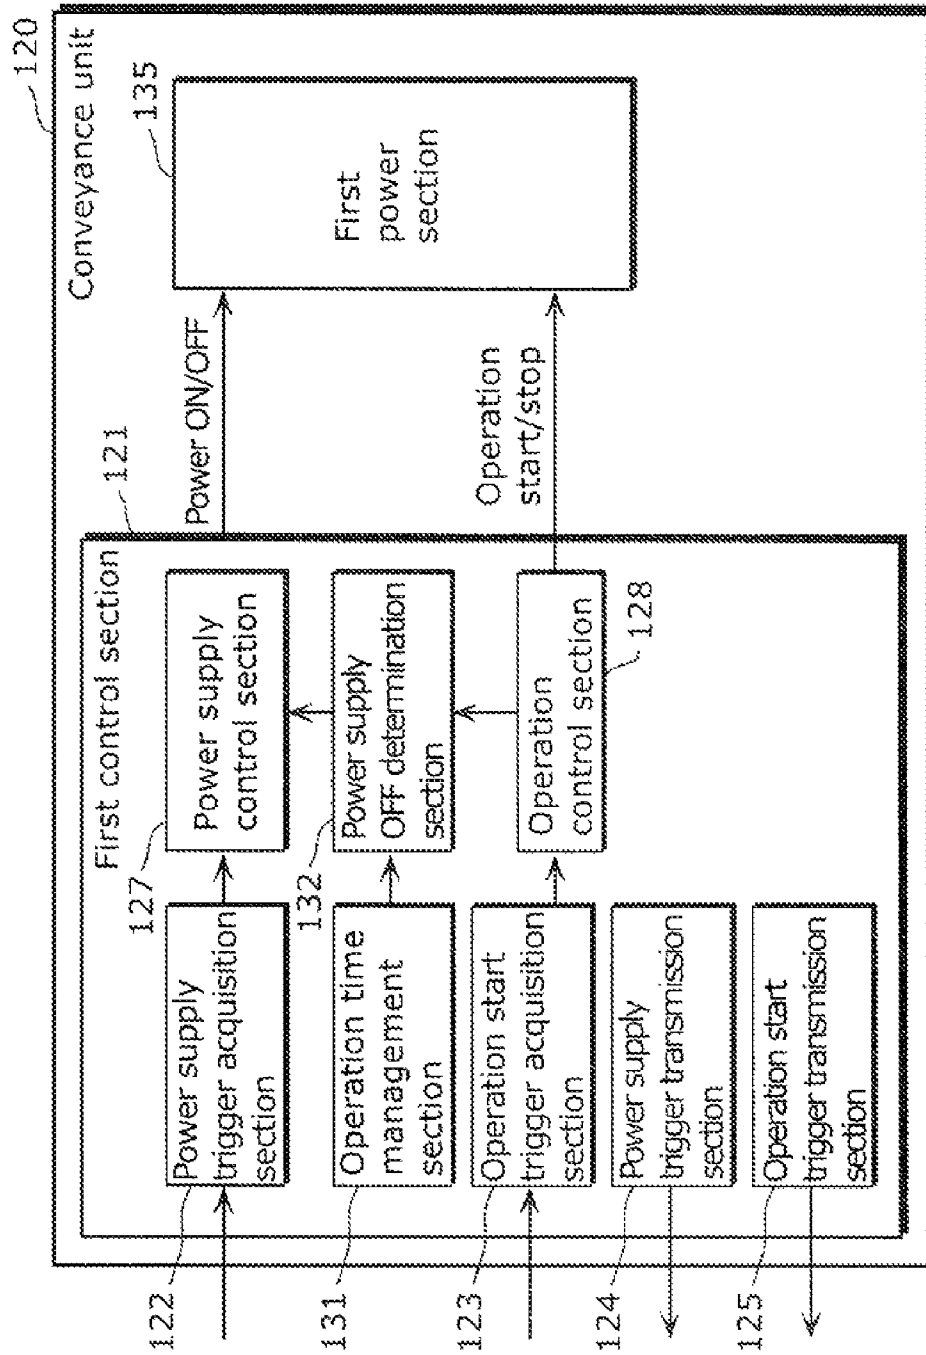 120
Conveyance unit
135
First
power
section
Power ON/OFF
Operation
start/stop
121
First control section
127
Power supply
control section
132
Power supply
OFF determination
section
Operation
control section
128
122
Power supply
trigger acquisition
section
131
Operation time
management
section
123
Operation start
trigger acquisition
section
124
Power supply
trigger transmission
section
125
Operation start
trigger transmission
section